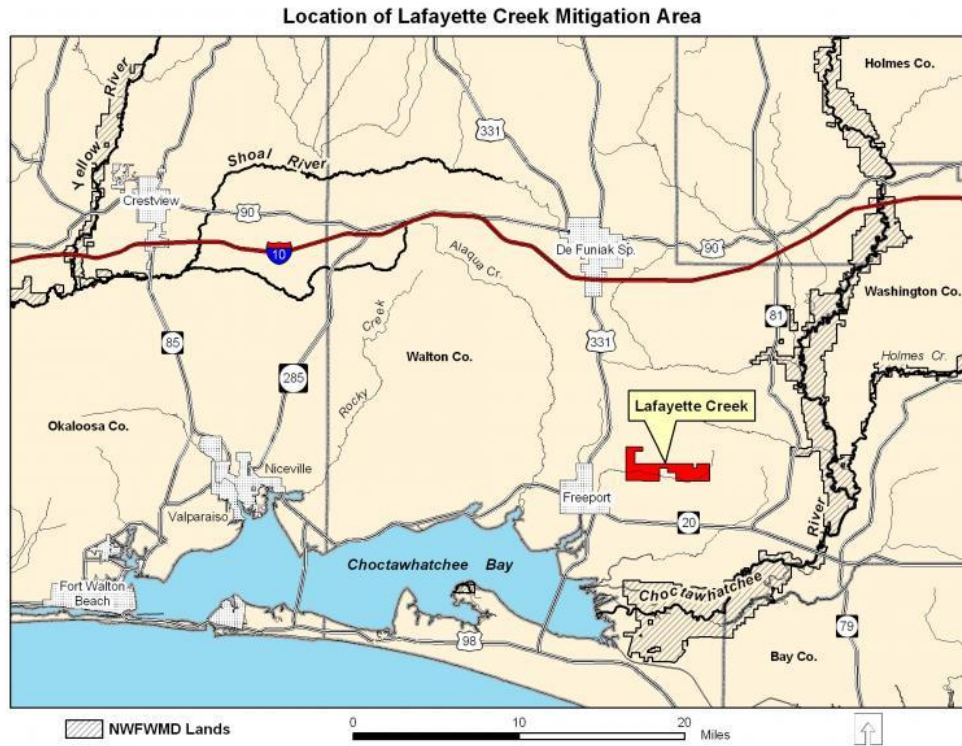 Location of Lafayette Creek Mitigation Area
Holmes Co.
Yellow River
331
Shoal River
Crestview
90
De Funiak Sp.
90
10
Alaqua Cr.
Washington Co.
81
Holmes Cr.
85
Rocky Creek
Walton Co.
331
285
Lafayette Creek
Okaloosa Co.
Niceville
Freeport
Valparaiso
20
Choctawhatchee Bay
Choctawhatchee River
Fort Walton
Beach
98
79
Bay Co.
NWFWMD Lands
0 10 20
Miles